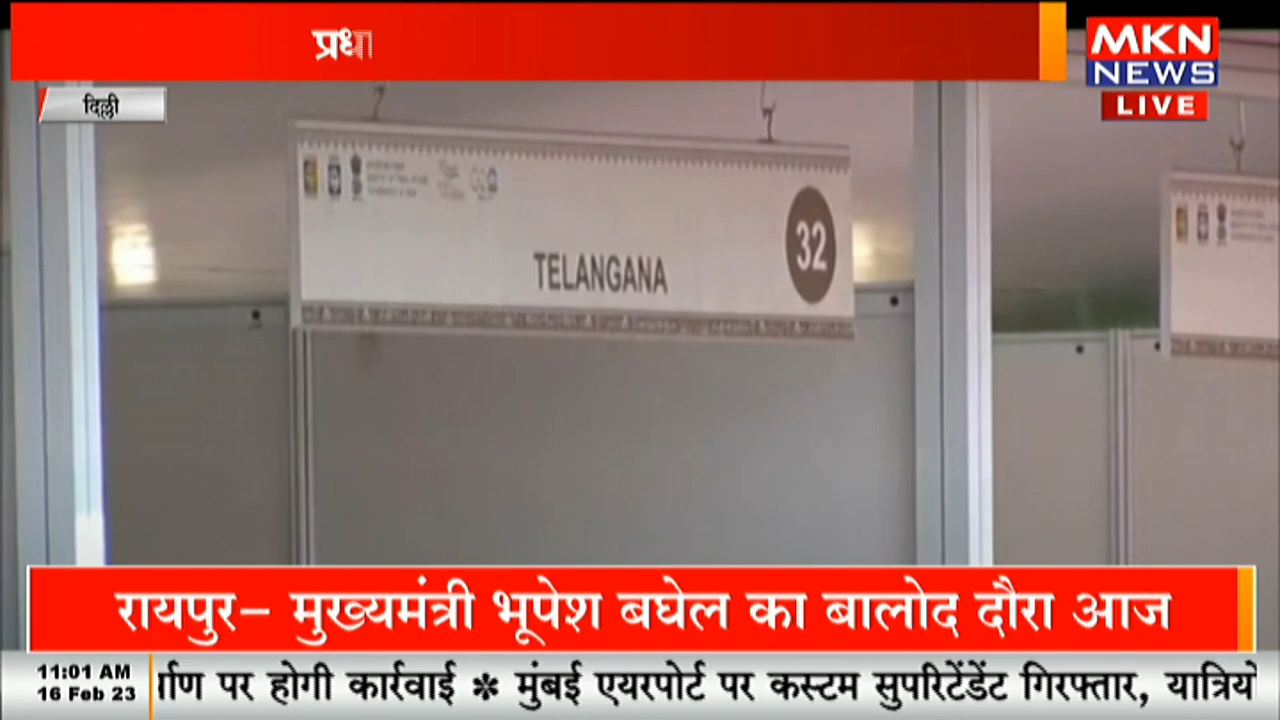 प्रधा
MKN
NEWS
LIVE
दिल्ली
TELANGANA
32
रायपुर– मुख्यमंत्री भूपेश बघेल का बालोद दौरा आज
11:01 AM
16 Feb 23
र्माण पर होगी कार्रवाई * मुंबई एयरपोर्ट पर कस्टम सुपरिटेंडेंट गिरफ्तार, यात्रियो